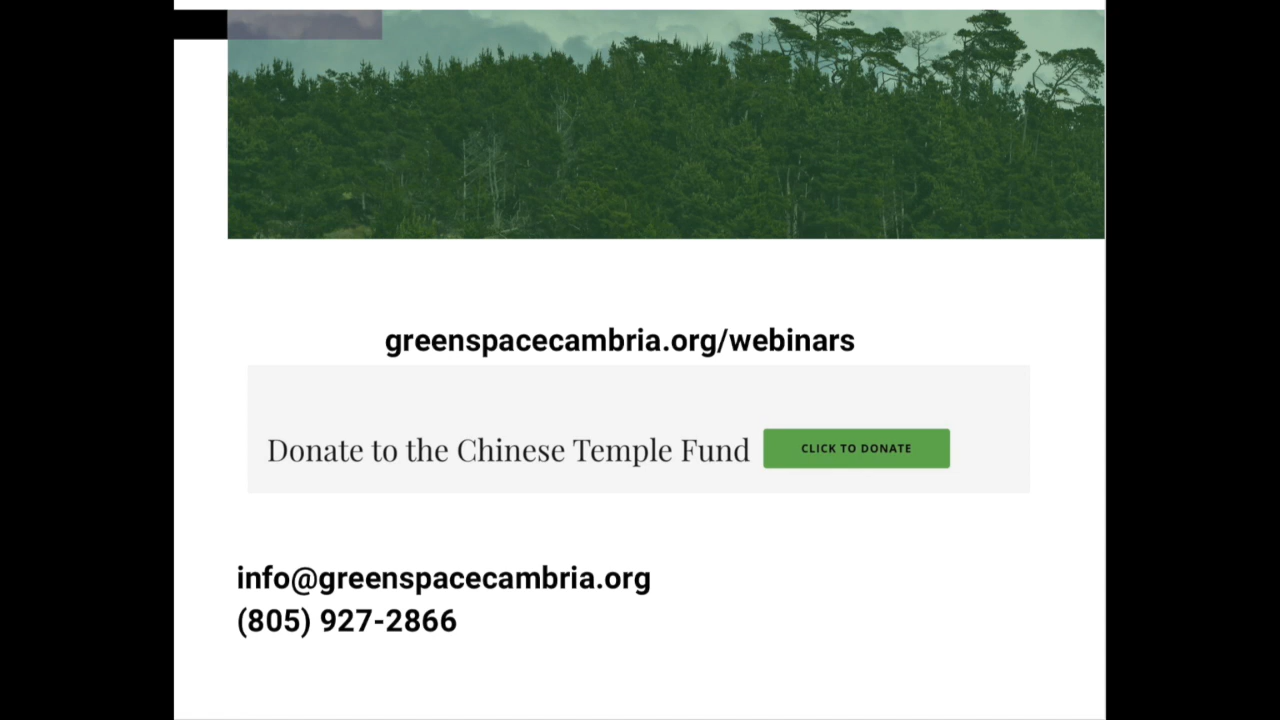 greenspacecambria.org/webinars
Donate to the Chinese Temple Fund
CLICK TO DONATE
info@greenspacecambria.org
(805) 927-2866